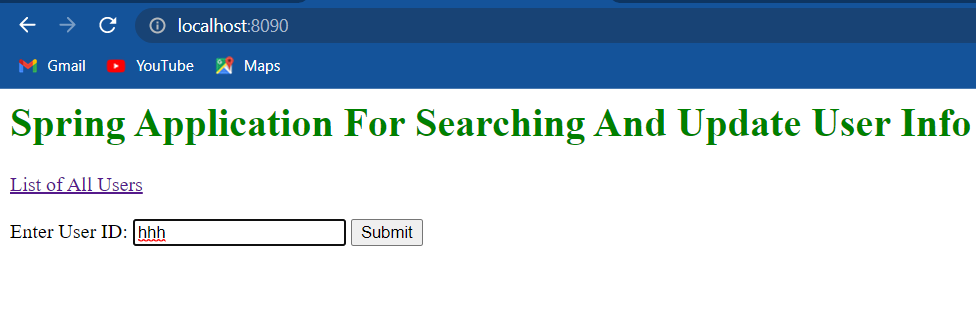 localhost:8090
Gmail YouTube Maps
Spring Application For Searching And Update User Info
List of All Users
Enter User ID: hhh Submit